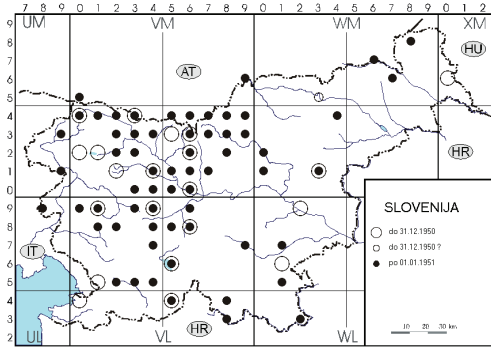 7 8 9 0 1 2 3 4 5 6 7 8 9 0 1 2 3 4 5 6 7 8 9 0 1 2
UM VM WM XM
9
8
7
6
5
4
3
2
1
0
9
8
7
6
5
4
3
2
AT
HU
HR
IT
HR
UL VL WL
SLOVENIJA
do 31.12.1950
do 31.12.1950 ?
po 01.01.1951
10 20 30 km